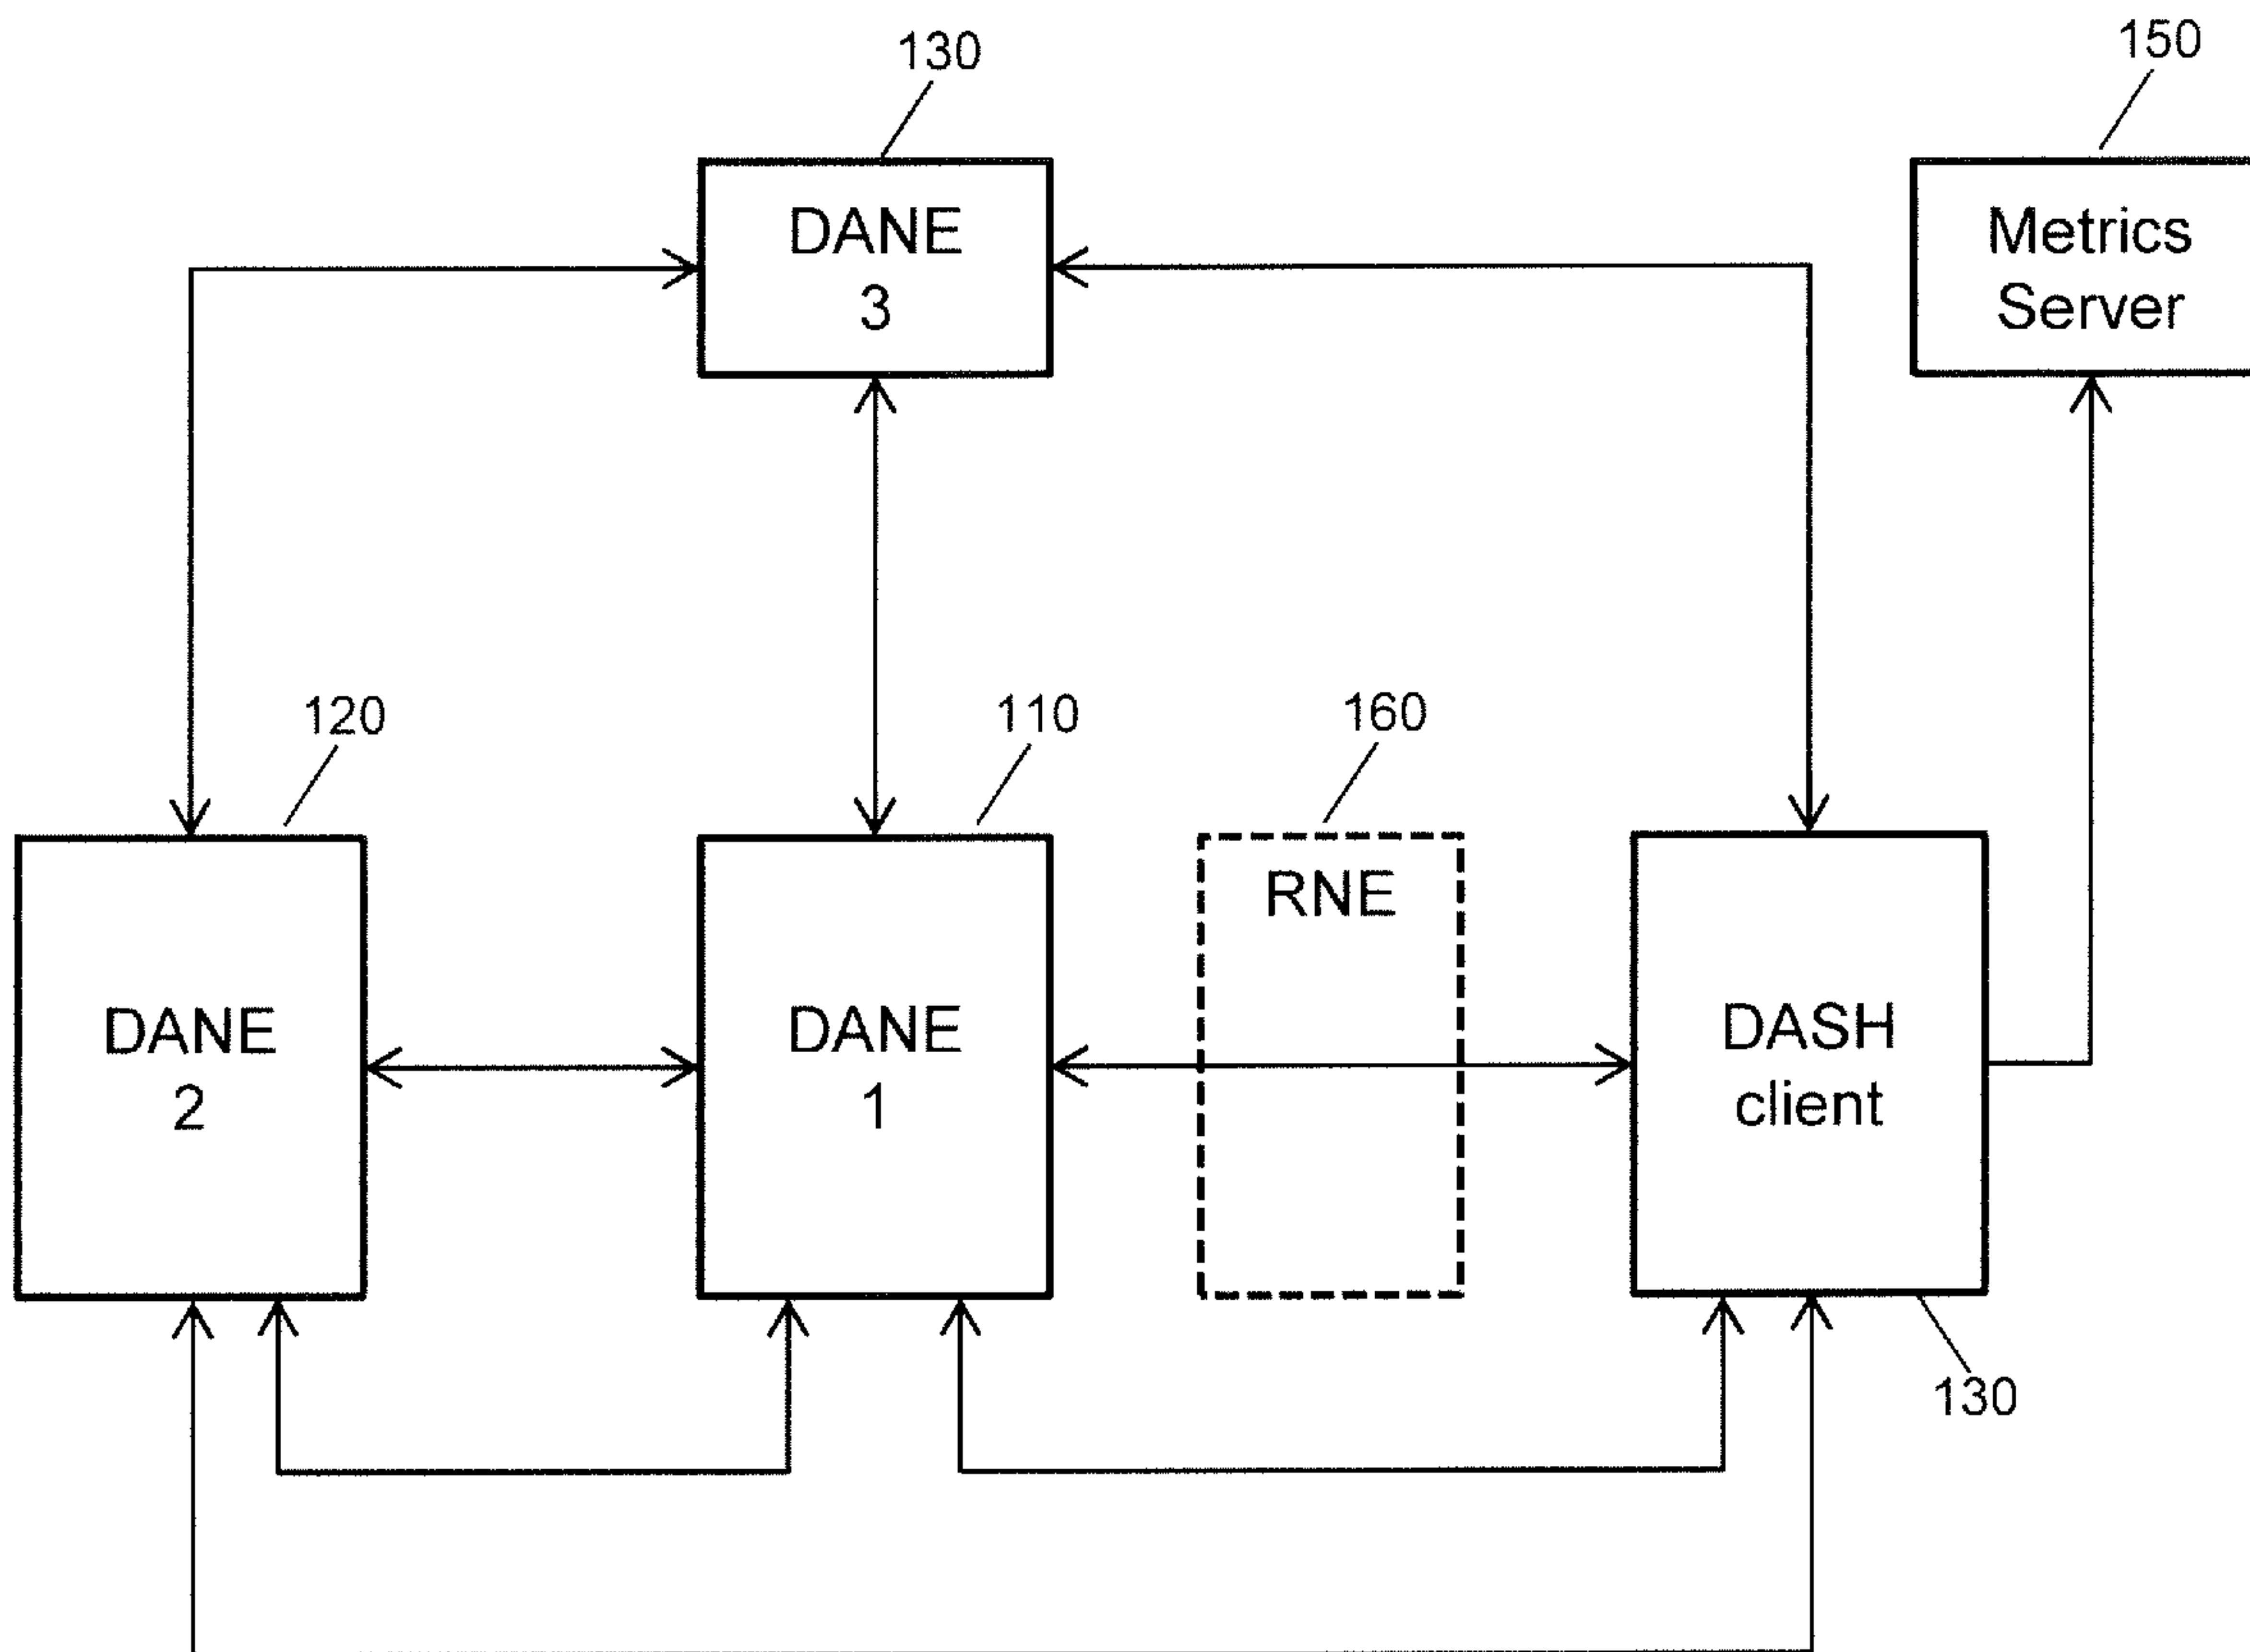 130
150
DANE
3
Metrics
Server
120
110
160
RNE
DANE
2
DANE
1
DASH
client
130